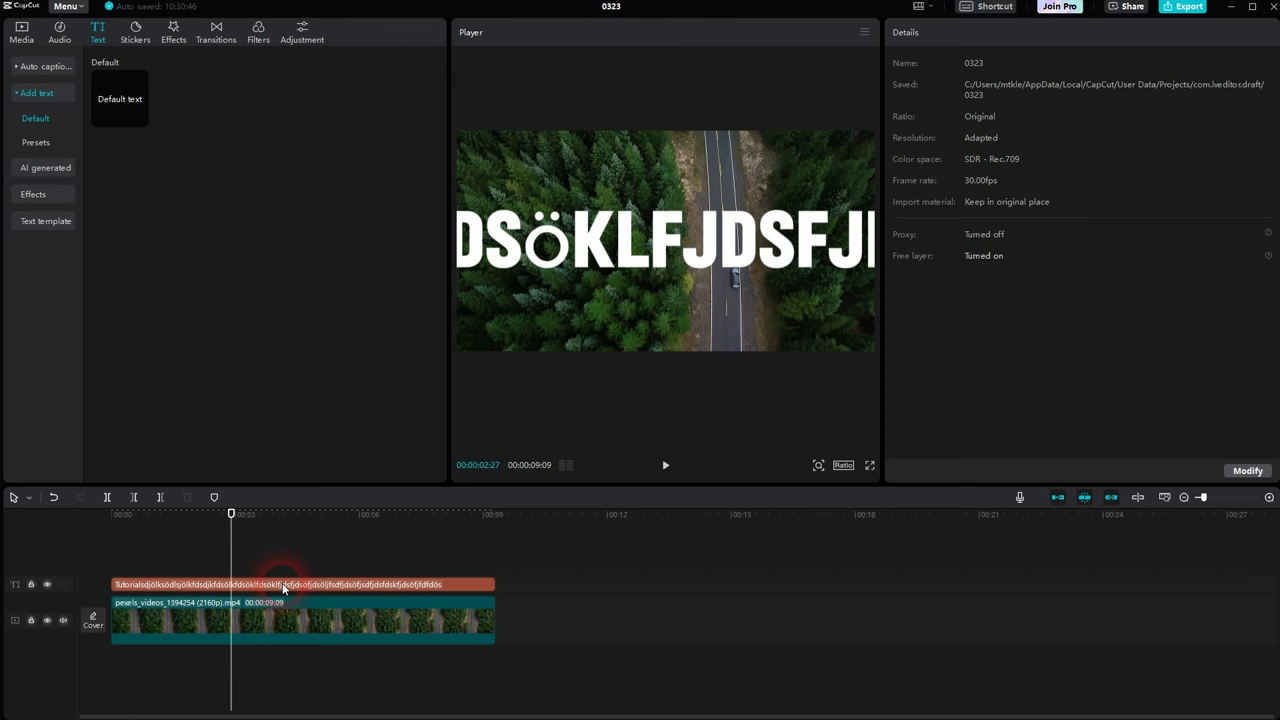 CapCut Menu Auto saved: 10:30:46 0323 Shortcut Join Pro Share Export
Media Audio Text Stickers Effects Transitions Filters Adjustment
Auto captio...
Add text
Default
Presets
AI generated
Effects
Text template
Default
Default text
Player
DSöKLFJDSFJ
00:00:02:27 00:00:09:09 Ratio
Details
Name: 0323
Saved: C:/Users/mtkle/AppData/Local/CapCut/User Data/Projects/com.lveditor.draft/
0323
Ratio: Original
Resolution: Adapted
Color space: SDR - Rec.709
Frame rate: 30.00fps
Import material: Keep in original place
Proxy: Turned off
Free layer: Turned on
Modify
00:00 00:03 00:06 00:09 00:12 00:15 00:18 00:21 00:24 00:27
TI
pexels_videos_1394254 (2160p).mp4 00:00:09:09
Cover